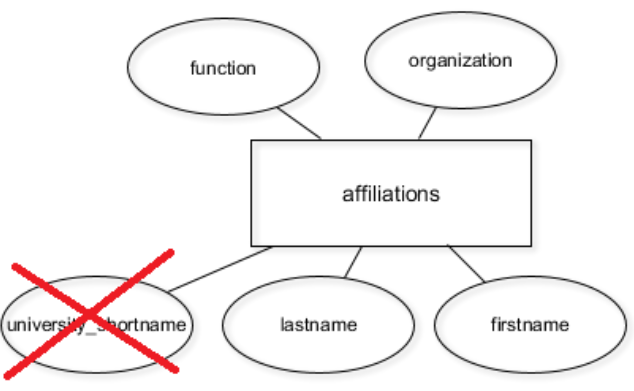 function
organization
affiliations
university_shortname
lastname
firstname